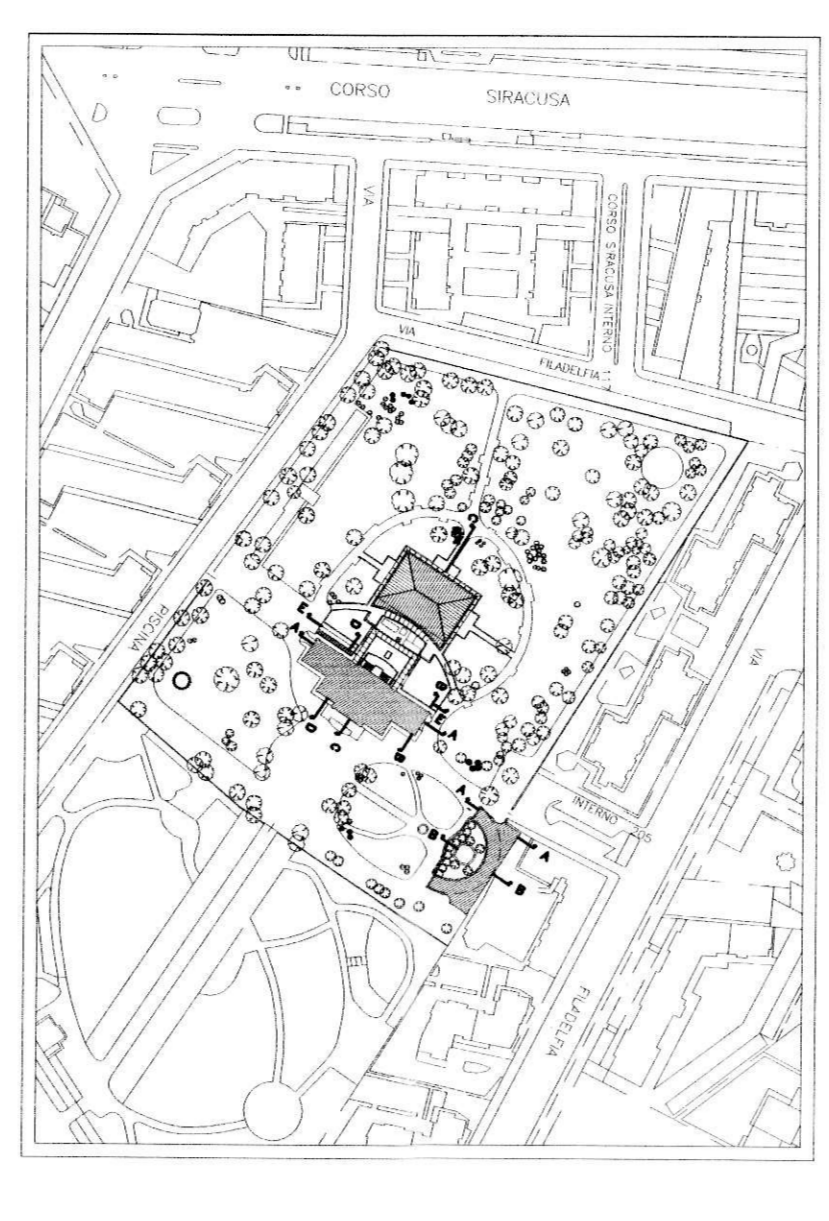 CORSO SIRACUSA
VIA
CORSO SIRACUSA INTERNO
VIA
FILADELFIA
C
E
D
A
B
E
A
D
C
B
PISCINA
VIA
A
INTERNO 205
B
A
B
FILADELFIA